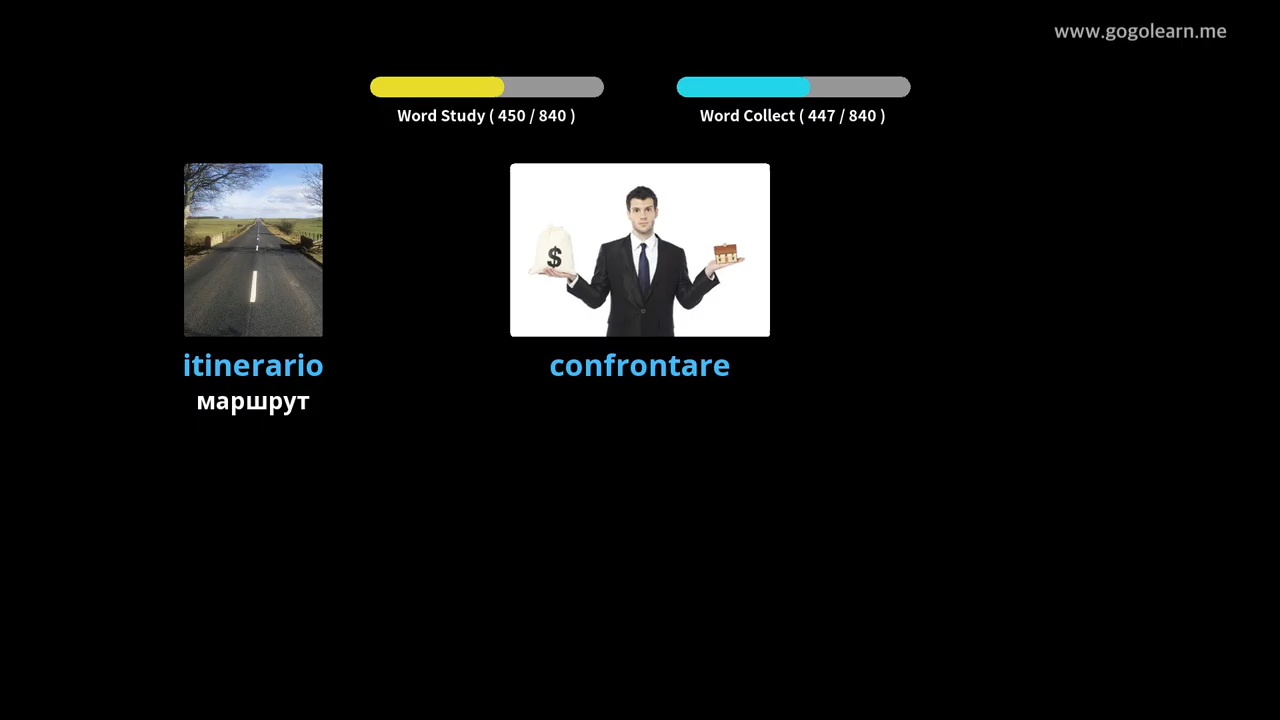 www.gogolearn.me
Word Study ( 450 / 840 )
Word Collect ( 447 / 840 )
$
itinerario
маршрут
confrontare